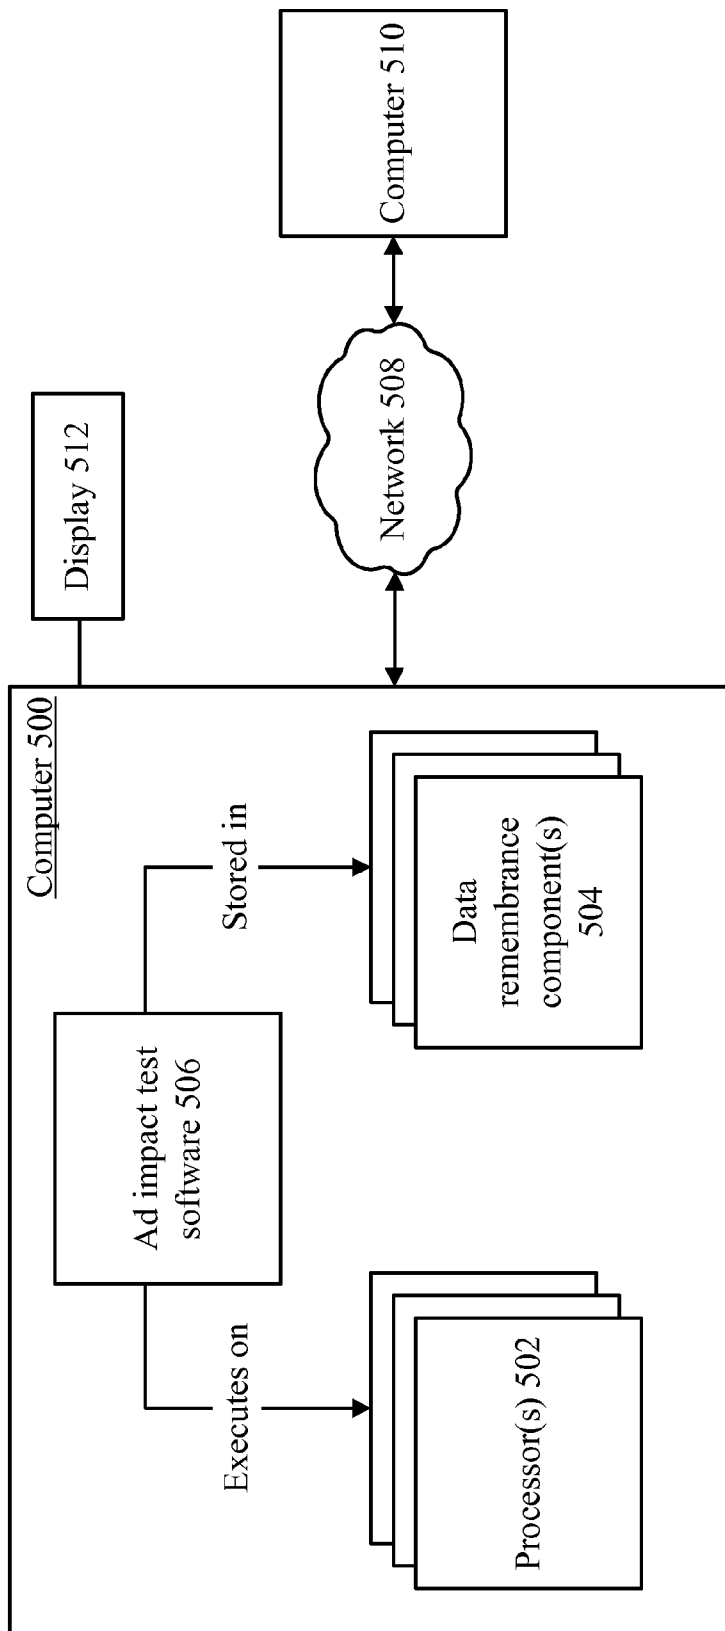 Computer 500
Ad impact test
software 506
Executes on
Stored in
Processor(s) 502
Data
remembrance
component(s)
504
Display 512
Network 508
Computer 510